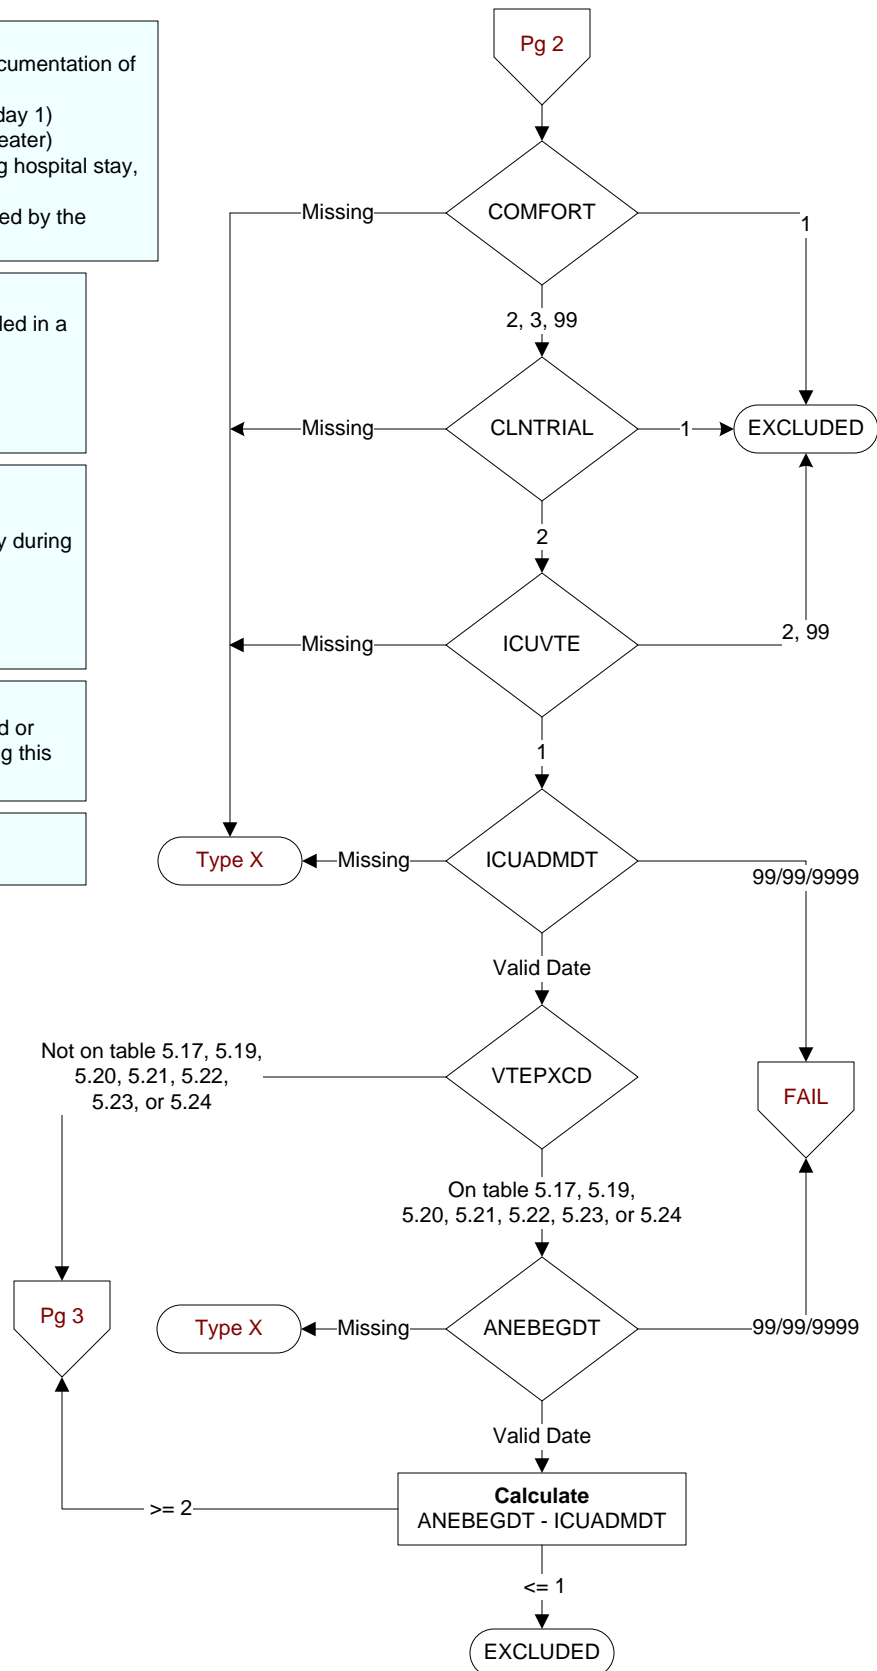 cumentation of
day 1)
eater)
g hospital stay,
ed by the
led in a
y during
d or
g this
Pg 2
COMFORT
Missing
1
2, 3, 99
CLNTRIAL
Missing
1
EXCLUDED
2
ICUVTE
Missing
2, 99
1
ICUADMDT
Type X
Missing
99/99/9999
Valid Date
VTEPXCD
Not on table 5.17, 5.19,
5.20, 5.21, 5.22,
5.23, or 5.24
FAIL
On table 5.17, 5.19,
5.20, 5.21, 5.22, 5.23, or 5.24
Pg 3
Type X
Missing
ANEBEGDT
99/99/9999
Valid Date
Calculate
ANEBEGDT - ICUADMDT
>= 2
<= 1
EXCLUDED